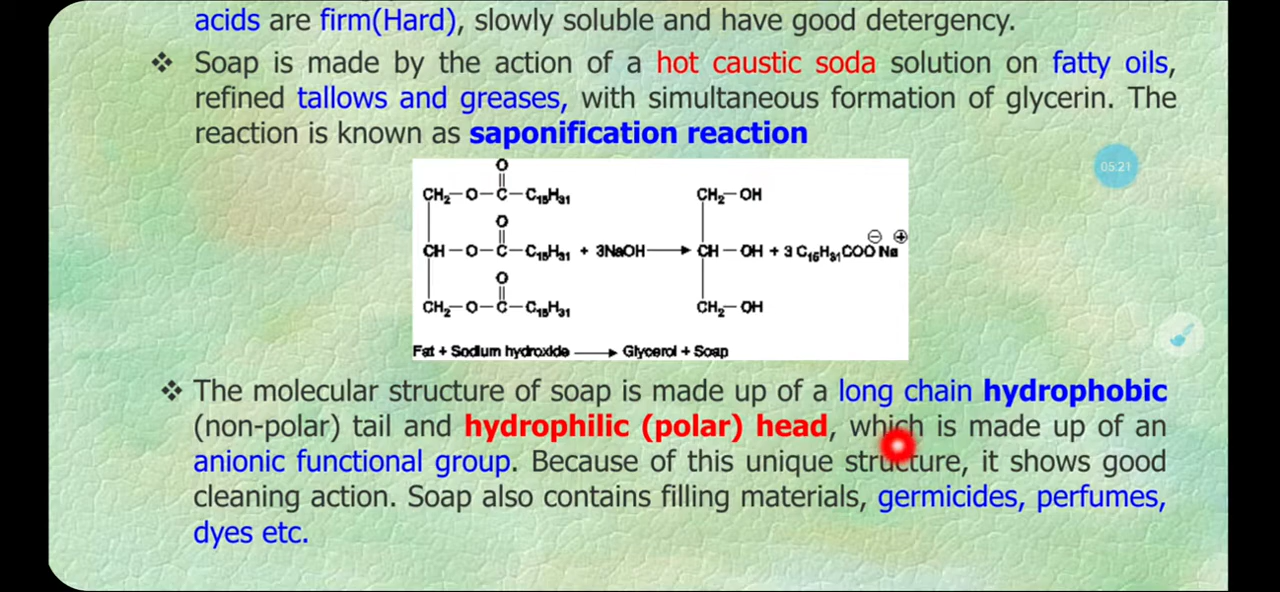 acids are firm(Hard), slowly soluble and have good detergency.
❖ Soap is made by the action of a hot caustic soda solution on fatty oils,
refined tallows and greases, with simultaneous formation of glycerin. The
reaction is known as saponification reaction
O
CH₂—O—C—C₁₅H₃₁ CH₂—OH
O
CH—O—C—C₁₅H₃₁ + 3NaOH → CH—OH + 3 C₁₅H₃₁COO⊖ Na⊕
O
CH₂—O—C—C₁₅H₃₁ CH₂—OH
Fat + Sodium hydroxide → Glycerol + Soap
05:21
❖ The molecular structure of soap is made up of a long chain hydrophobic
(non-polar) tail and hydrophilic (polar) head, which is made up of an
anionic functional group. Because of this unique structure, it shows good
cleaning action. Soap also contains filling materials, germicides, perfumes,
dyes etc.